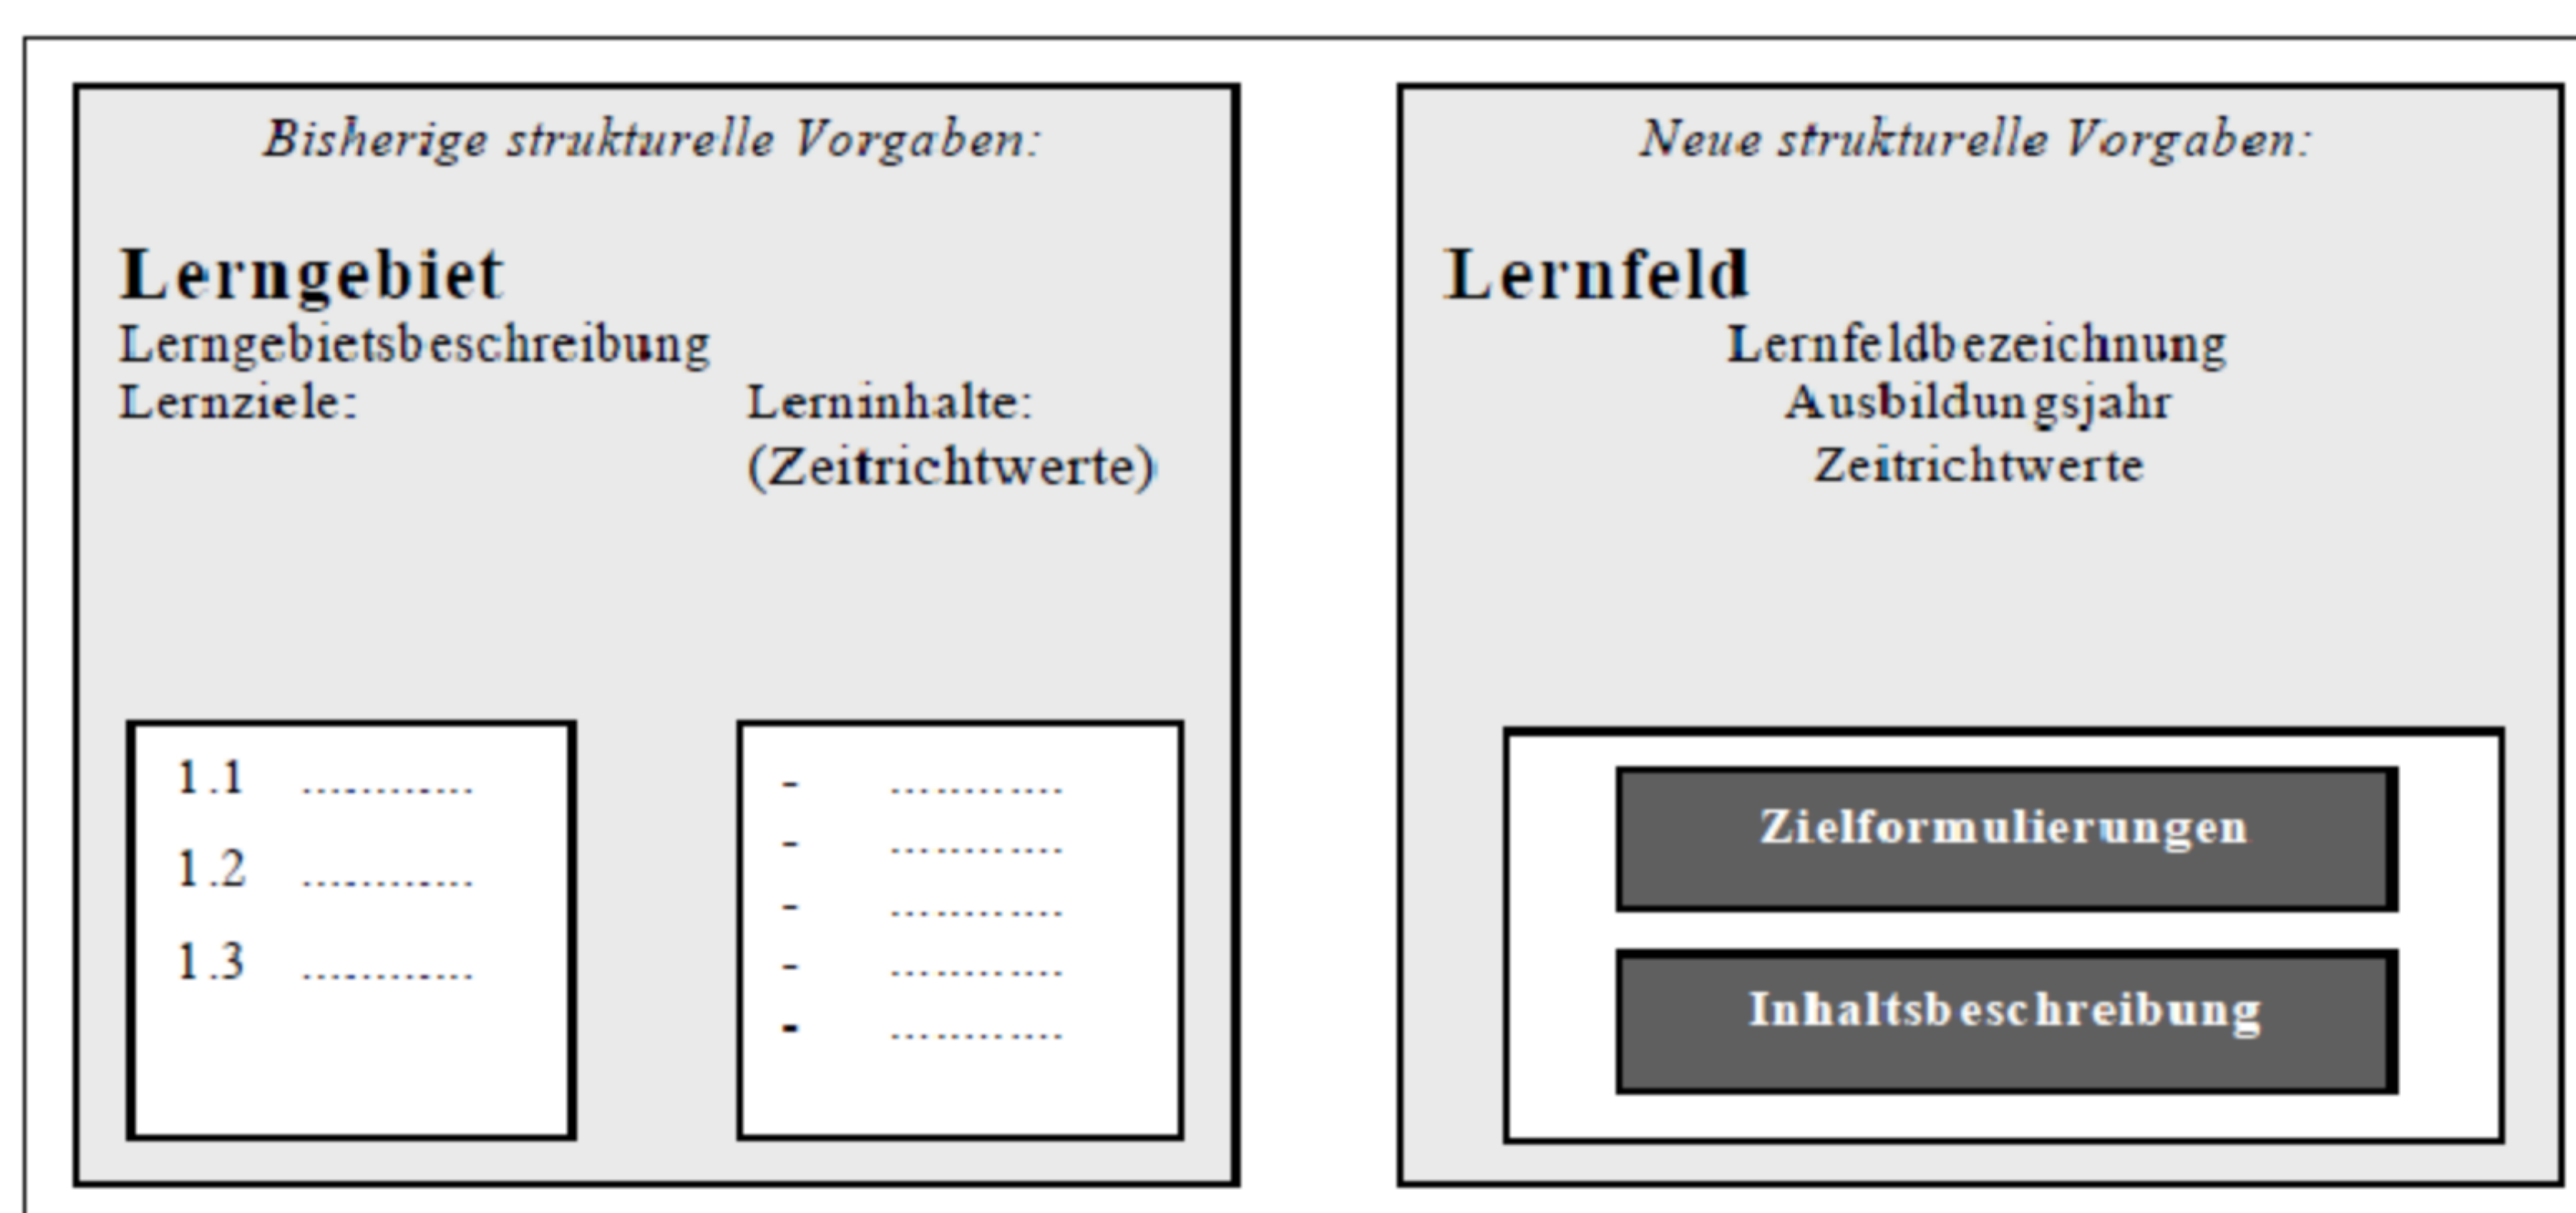 Bisherige strukturelle Vorgaben:
Lerngebiet
Lerngebietsbeschreibung
Lernziele:
Lerninhalte:
(Zeitrichtwerte)
1.1 ............
1.2 ............
1.3 ............
- ............
- ............
- ............
- ............
- ............
Neue strukturelle Vorgaben:
Lernfeld
Lernfeldbezeichnung
Ausbildungsjahr
Zeitrichtwerte
Zielformulierungen
Inhaltsbeschreibung